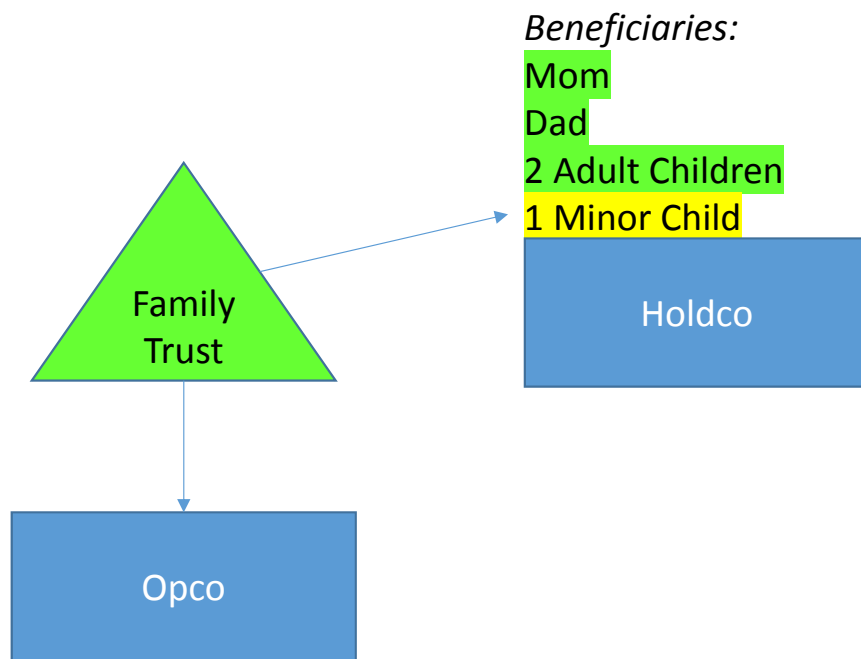 Beneficiaries:
Mom
Dad
2 Adult Children
1 Minor Child
Holdco
Family
Trust
Opco